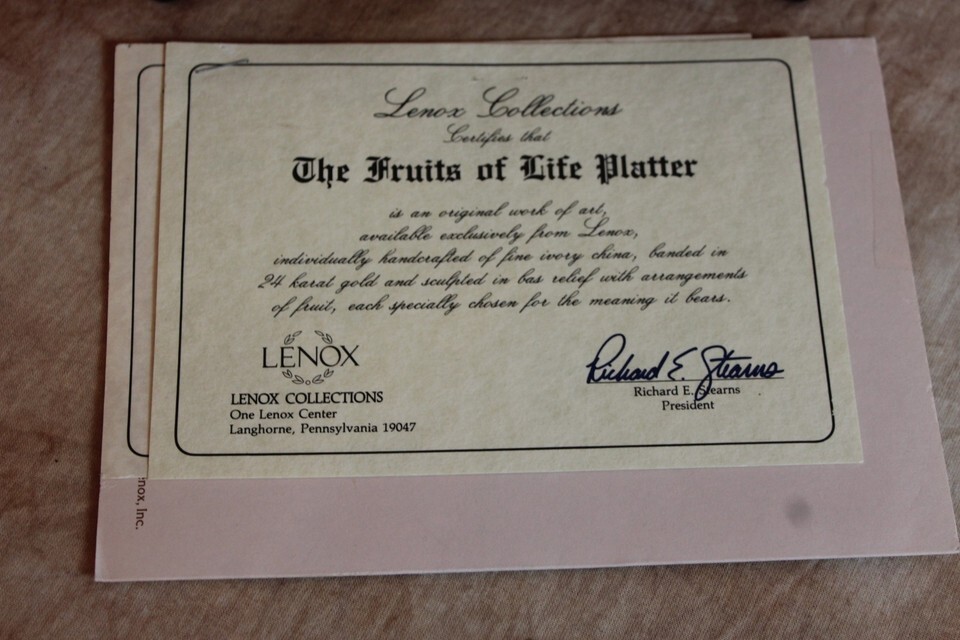 Lenox Collections
Certifies that
The Fruits of Life Platter
is an original work of art,
available exclusively from Lenox,
individually handcrafted of fine ivory china, banded in
24 karat gold and sculpted in bas relief with arrangements
of fruit, each specially chosen for the meaning it bears.
LENOX
LENOX COLLECTIONS
One Lenox Center
Langhorne, Pennsylvania 19047
Richard E. Stearns
Richard E. Stearns
President
nox, Inc.